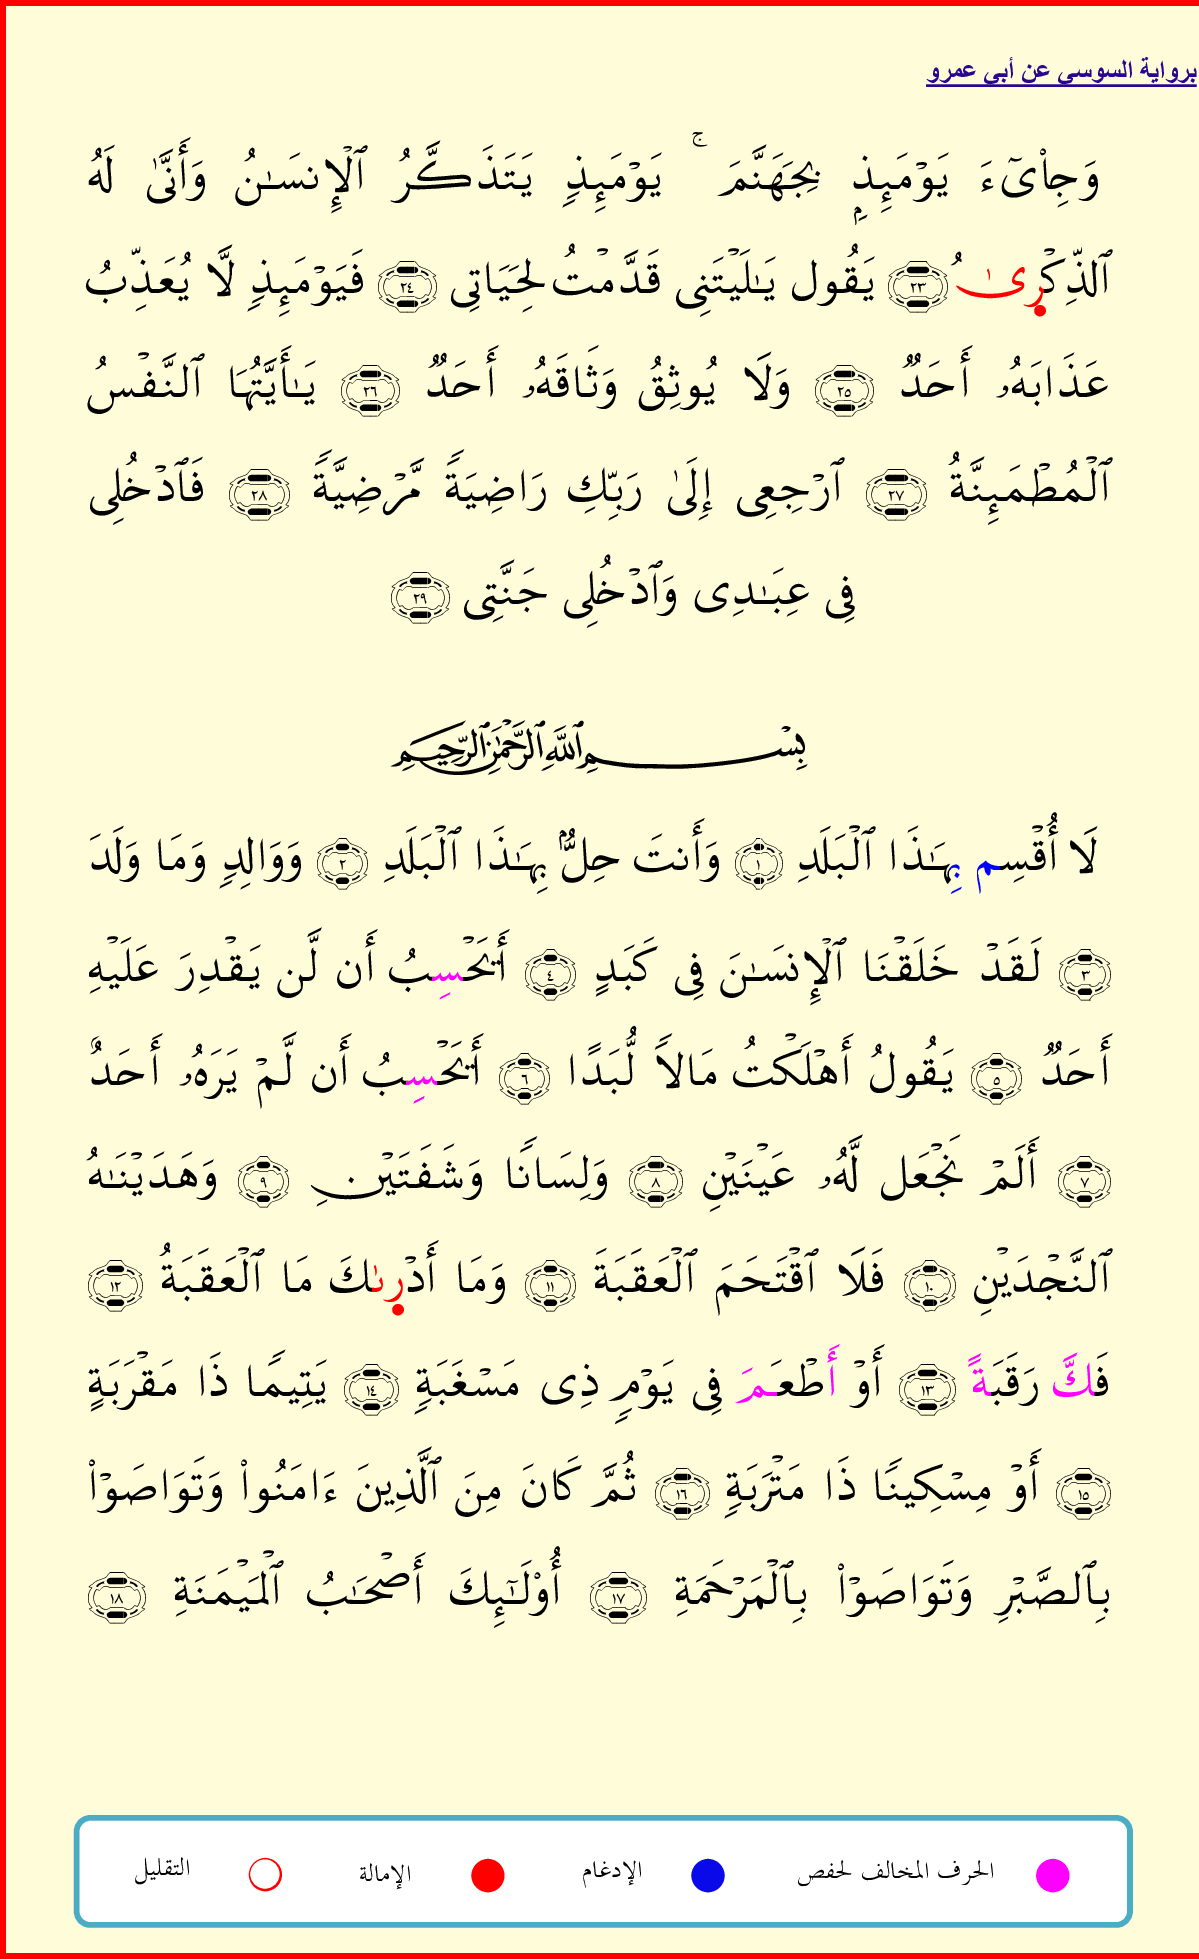 برواية السوسي عن أبي عمرو
وَجِاْىٓءَ يَوْمَئِذِۭ بِجَهَنَّمَ ۚ يَوْمَئِذٖ يَتَذَكَّرُ ٱلْإِنسَـٰنُ وَأَنَّىٰ لَهُ
ٱلذِّكْرِىٰ ٢٣ يَقُول يَـٰلَيْتَنِى قَدَّمْتُ لِحَيَاتِى ٢٤ فَيَوْمَئِذٖ لَّا يُعَذِّبُ
عَذَابَهُۥ أَحَدٌ ٢٥ وَلَا يُوثِقُ وَثَاقَهُۥ أَحَدٌ ٢٦ يَـٰأَيَّتُهَا ٱلنَّفْسُ
ٱلْمُطْمَئِنَّةُ ٢٧ ٱرْجِعِى إِلَىٰ رَبِّكِ رَاضِيَةً مَّرْضِيَّةً ٢٨ فَٱدْخُلِى
فِى عِبَـٰدِى وَٱدْخُلِى جَنَّتِى ٢٩
بِسْمِ ٱللَّهِ ٱلرَّحْمَٰنِ ٱلرَّحِيمِ
لَا أُقْسِم بِهَـٰذَا ٱلْبَلَدِ ١ وَأَنتَ حِلٌّۢ بِهَـٰذَا ٱلْبَلَدِ ٢ وَوَالِدٖ وَمَا وَلَدَ
٣ لَقَدْ خَلَقْنَا ٱلْإِنسَـٰنَ فِى كَبَدٍ ٤ أَيَحْسِبُ أَن لَّن يَقْدِرَ عَلَيْهِ
أَحَدٌ ٥ يَقُولُ أَهْلَكْتُ مَالاً لُّبَدًا ٦ أَيَحْسِبُ أَن لَّمْ يَرَهُۥ أَحَدٌ
٧ أَلَمْ نَجْعَل لَّهُۥ عَيْنَيْنِ ٨ وَلِسَانًا وَشَفَتَيْنِ ٩ وَهَدَيْنَـٰهُ
ٱلنَّجْدَيْنِ ١٠ فَلَا ٱقْتَحَمَ ٱلْعَقَبَةَ ١١ وَمَا أَدْرِىٰكَ مَا ٱلْعَقَبَةُ ١٢
فَكَّ رَقَبَةً ١٣ أَوْ أَطْعَمَ فِى يَوْمٍ ذِى مَسْغَبَةٍ ١٤ يَتِيمًا ذَا مَقْرَبَةٍ
١٥ أَوْ مِسْكِينًا ذَا مَتْرَبَةٍ ١٦ ثُمَّ كَانَ مِنَ ٱلَّذِينَ ءَامَنُواْ وَتَوَاصَوْاْ
بِٱلصَّبْرِ وَتَوَاصَوْاْ بِٱلْمَرْحَمَةِ ١٧ أُوْلَـٰٓئِكَ أَصْحَـٰبُ ٱلْمَيْمَنَةِ ١٨
الحرف المخالف لحفص الإدغام الإمالة التقليل